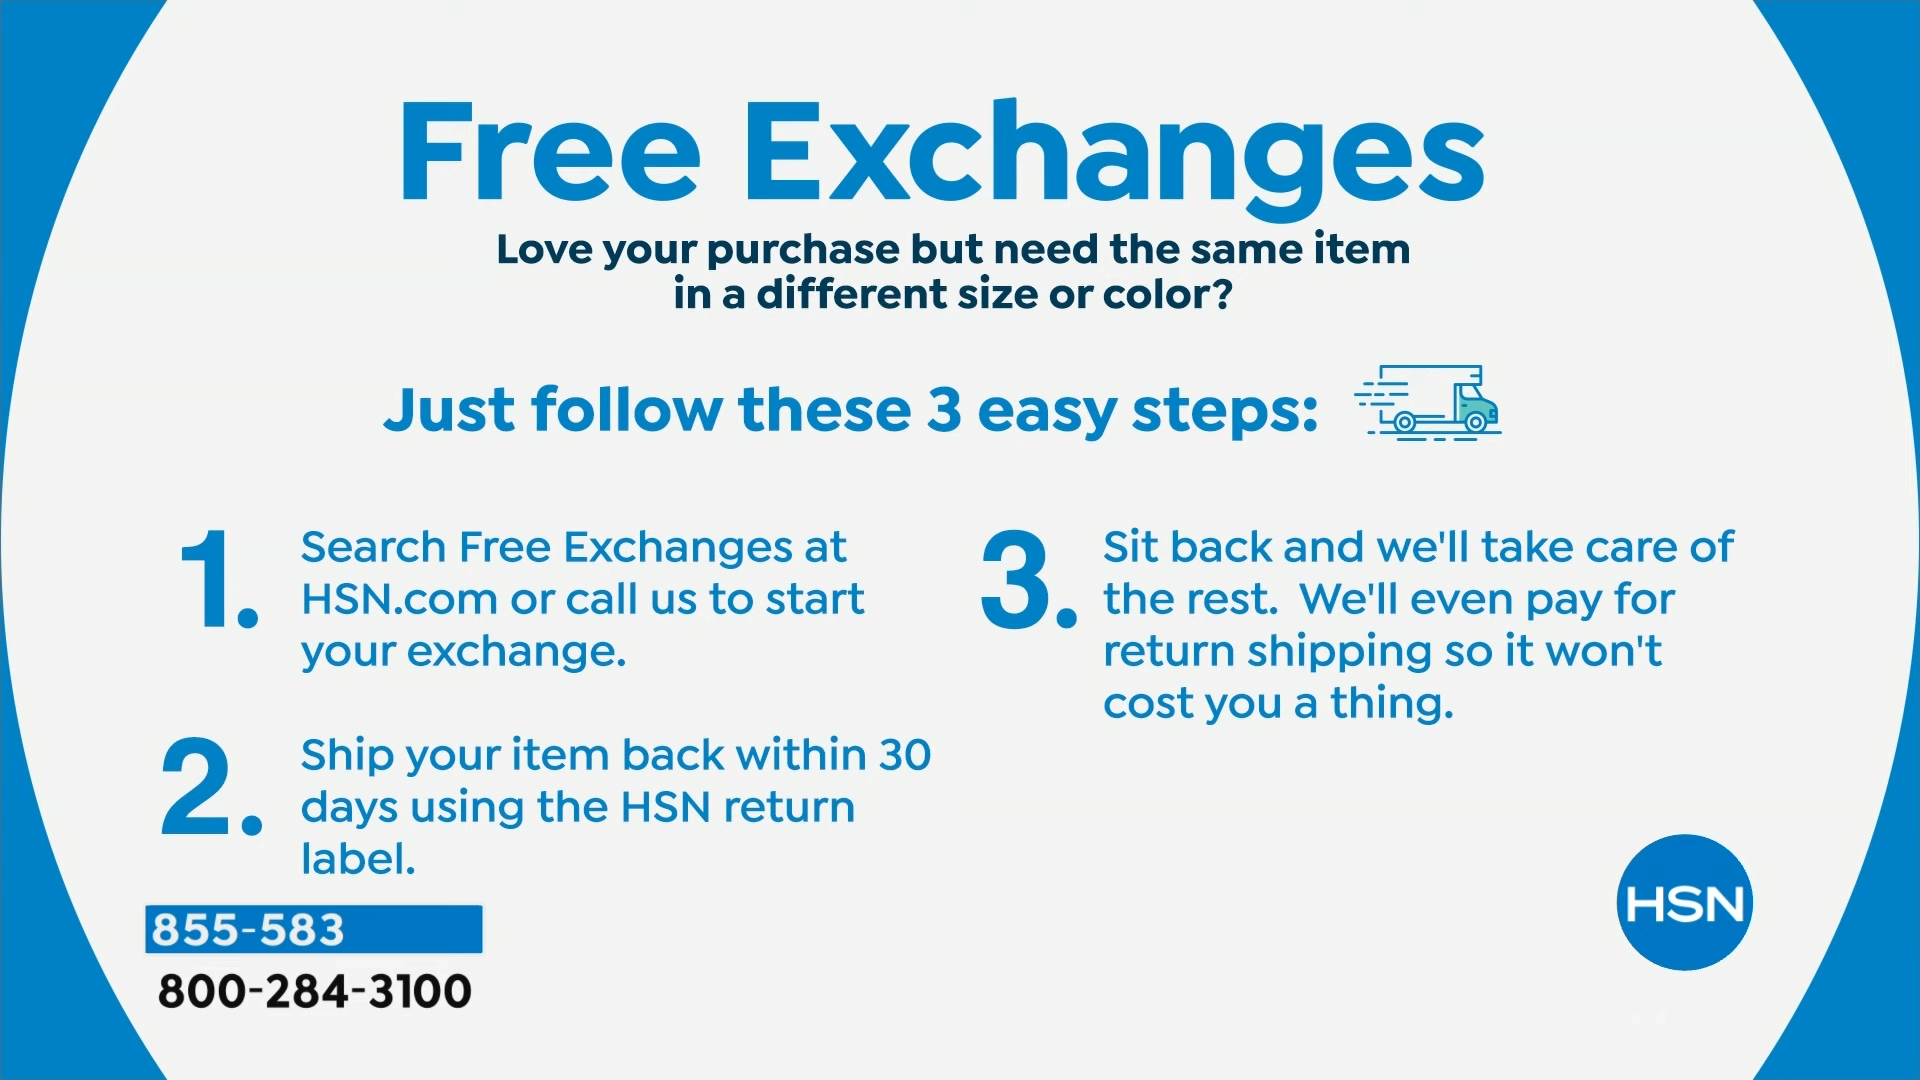 Free Exchanges
Love your purchase but need the same item
in a different size or color?
Just follow these 3 easy steps:
1. Search Free Exchanges at
HSN.com or call us to start
your exchange.
2. Ship your item back within 30
days using the HSN return
label.
3. Sit back and we'll take care of
the rest.  We'll even pay for
return shipping so it won't
cost you a thing.
855-583
800-284-3100
HSN